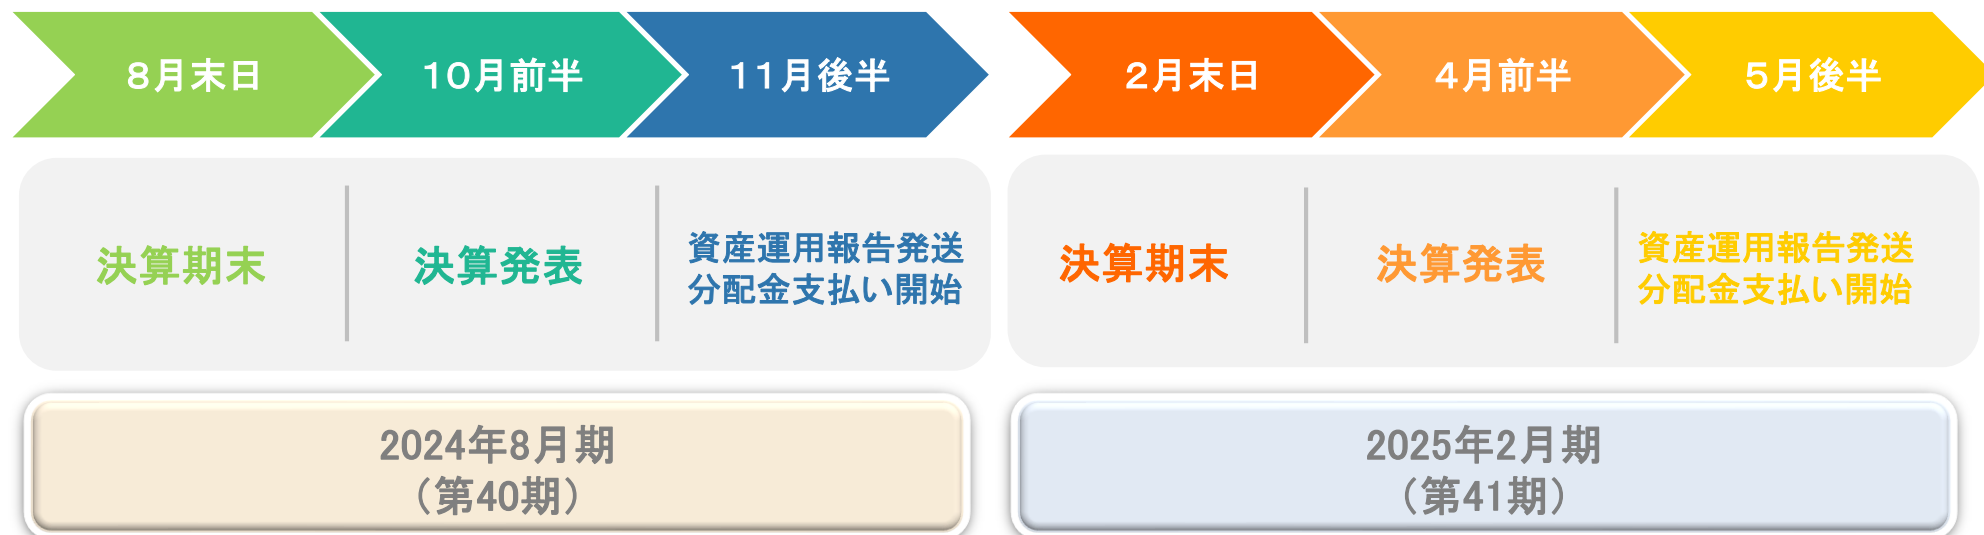 8月末日
10月前半
11月後半
決算期末
決算発表
資産運用報告発送
分配金支払い開始
2024年8月期
（第40期）
2月末日
4月前半
5月後半
決算期末
決算発表
資産運用報告発送
分配金支払い開始
2025年2月期
（第41期）